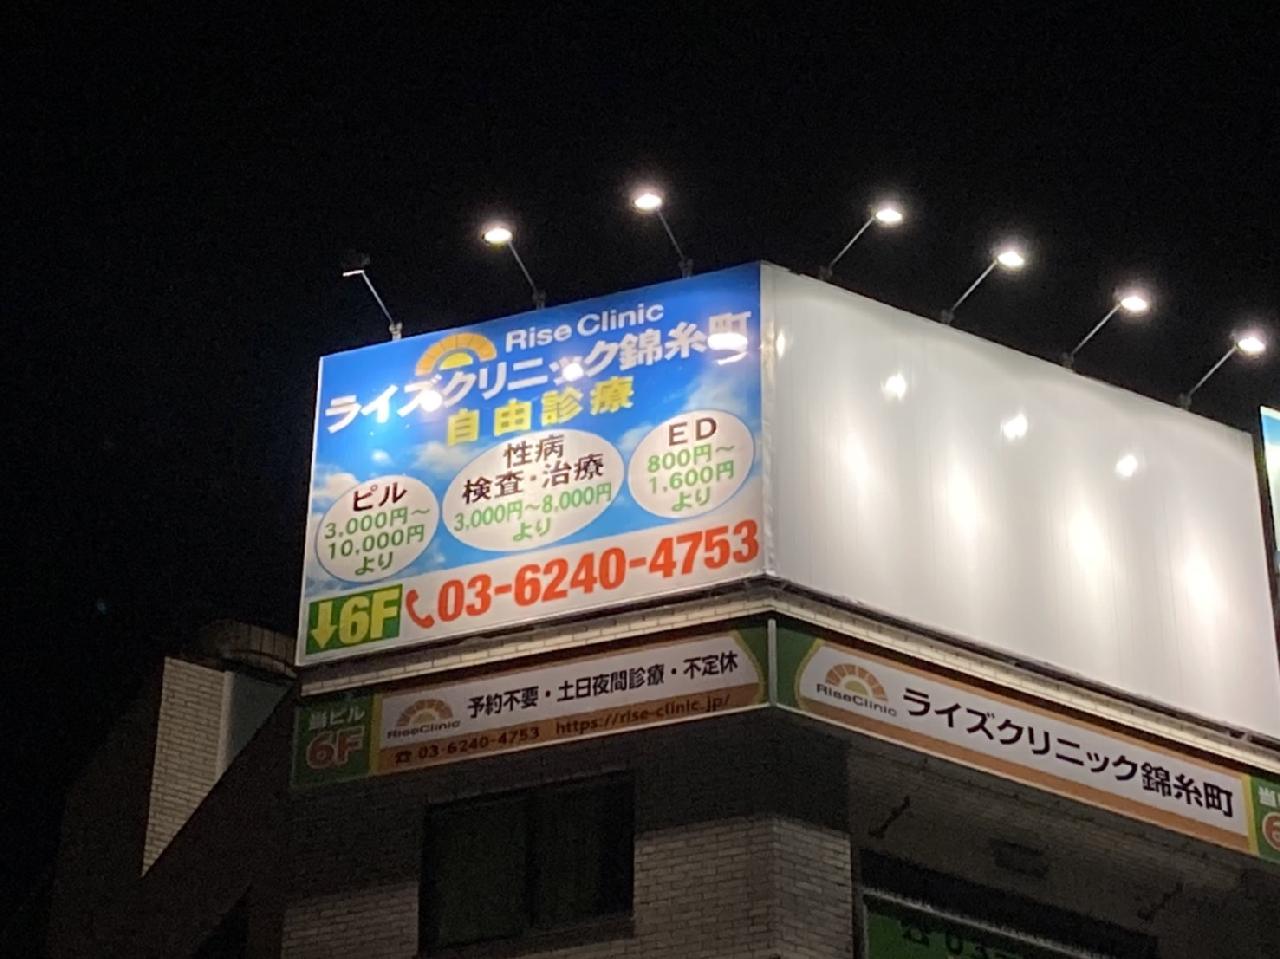 Rise Clinic
ライズクリニック錦糸町
自由診療
ピル
3,000円～
10,000円
より
性病
検査・治療
3,000円～8,000円
より
ED
800円～
1,600円
より
↓6F
03-6240-4753
当ビル
6F
RiseClinic
予約不要・土日夜間診療・不定休
☎ 03-6240-4753 https://rise-clinic.jp/
RiseClinic
ライズクリニック錦糸町